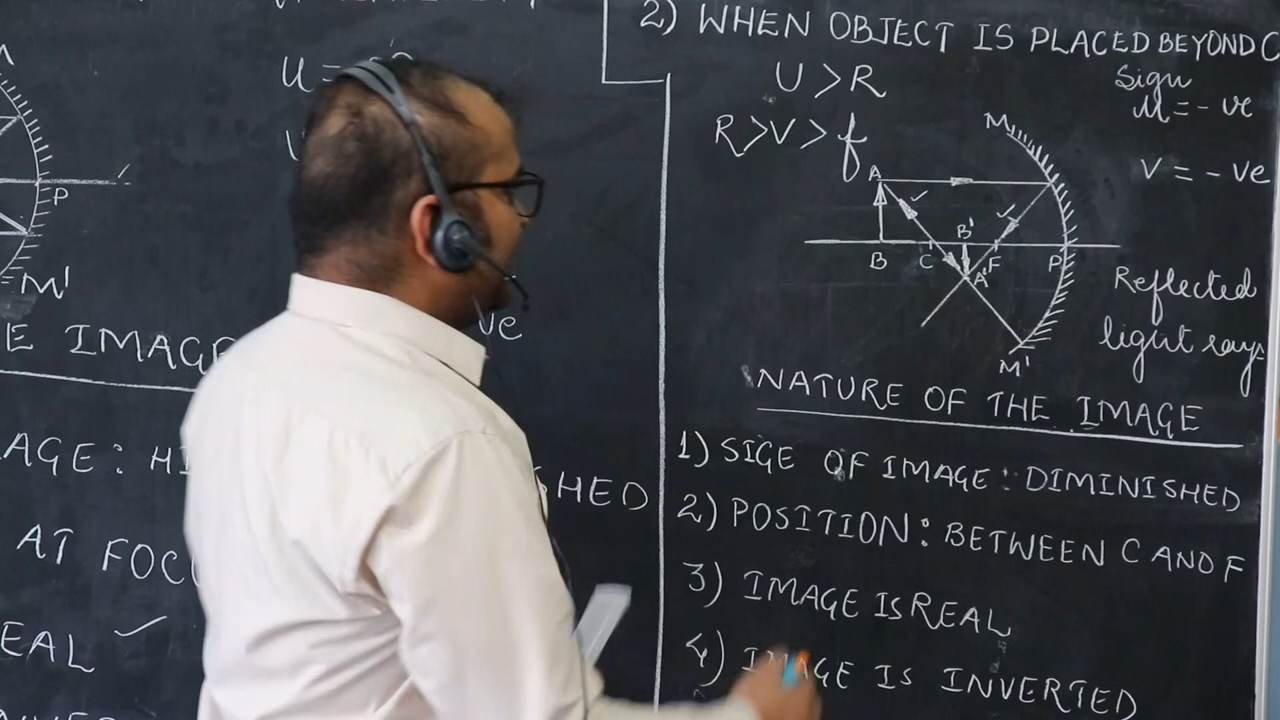 U =
P
M'
E IMAGE
ve
AGE : HI
SHED
AT FOCU
EAL ✓
2) WHEN OBJECT IS PLACED BEYOND C
U > R
Sign
R > V > f
u = - ve
V = - ve
M
A
B'
B C A' F P
M'
Reflected
light rays
NATURE OF THE IMAGE
1) SIGE OF IMAGE : DIMINISHED
2) POSITION : BETWEEN C AND F
3) IMAGE IS REAL
4) IMAGE IS INVERTED